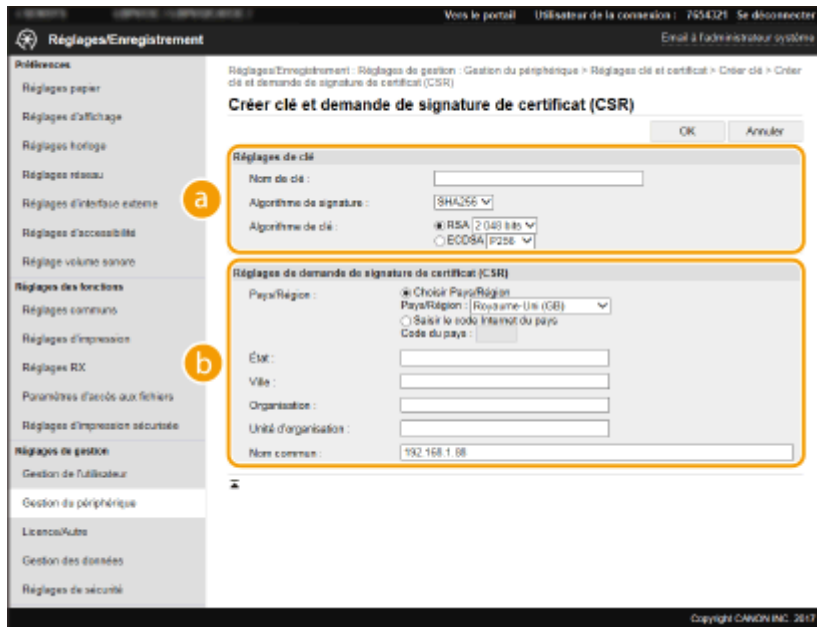 Vers le portail Utilisateur de la connexion : 7654321 Se déconnecter
Réglages/Enregistrement
Email à l'administrateur système
Préférences
Réglages papier
Réglages d'affichage
Réglages horloge
Réglages réseau
Réglages d'interface externe
Réglages d'accessibilité
Réglage volume sonore
Réglages des fonctions
Réglages communs
Réglages d'impression
Réglages RX
Paramètres d'accès aux fichiers
Réglages d'impression sécurisée
Réglages de gestion
Gestion de l'utilisateur
Gestion du périphérique
Licence/Autre
Gestion des données
Réglages de sécurité
Réglages/Enregistrement : Réglages de gestion : Gestion du périphérique > Réglages clé et certificat > Créer clé > Créer
clé et demande de signature de certificat (CSR)
Créer clé et demande de signature de certificat (CSR)
OK Annuler
a
Réglages de clé
Nom de clé :
Algorithme de signature : SHA256
Algorithme de clé : RSA 2 048 bits
ECDSA P256
b
Réglages de demande de signature de certificat (CSR)
Pays/Région : Choisir Pays/Région
Pays/Région : Royaume-Uni (GB)
Saisir le code Internet du pays
Code du pays :
État :
Ville :
Organisation :
Unité d'organisation :
Nom commun : 192.168.1.88
Copyright CANON INC. 2017